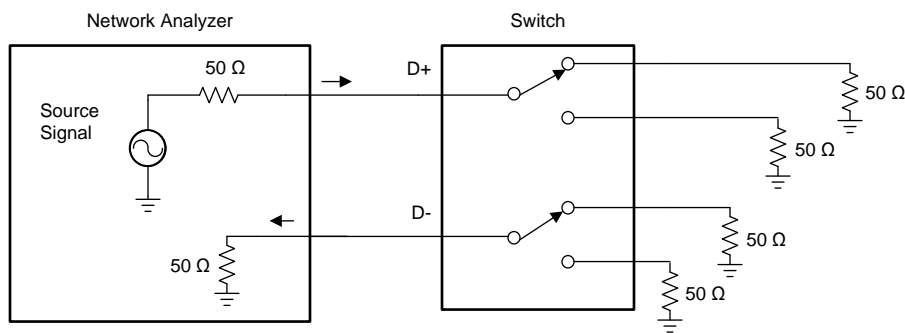 Network Analyzer
Switch
50 Ω
D+
Source
Signal
50 Ω
50 Ω
D-
50 Ω
50 Ω
50 Ω